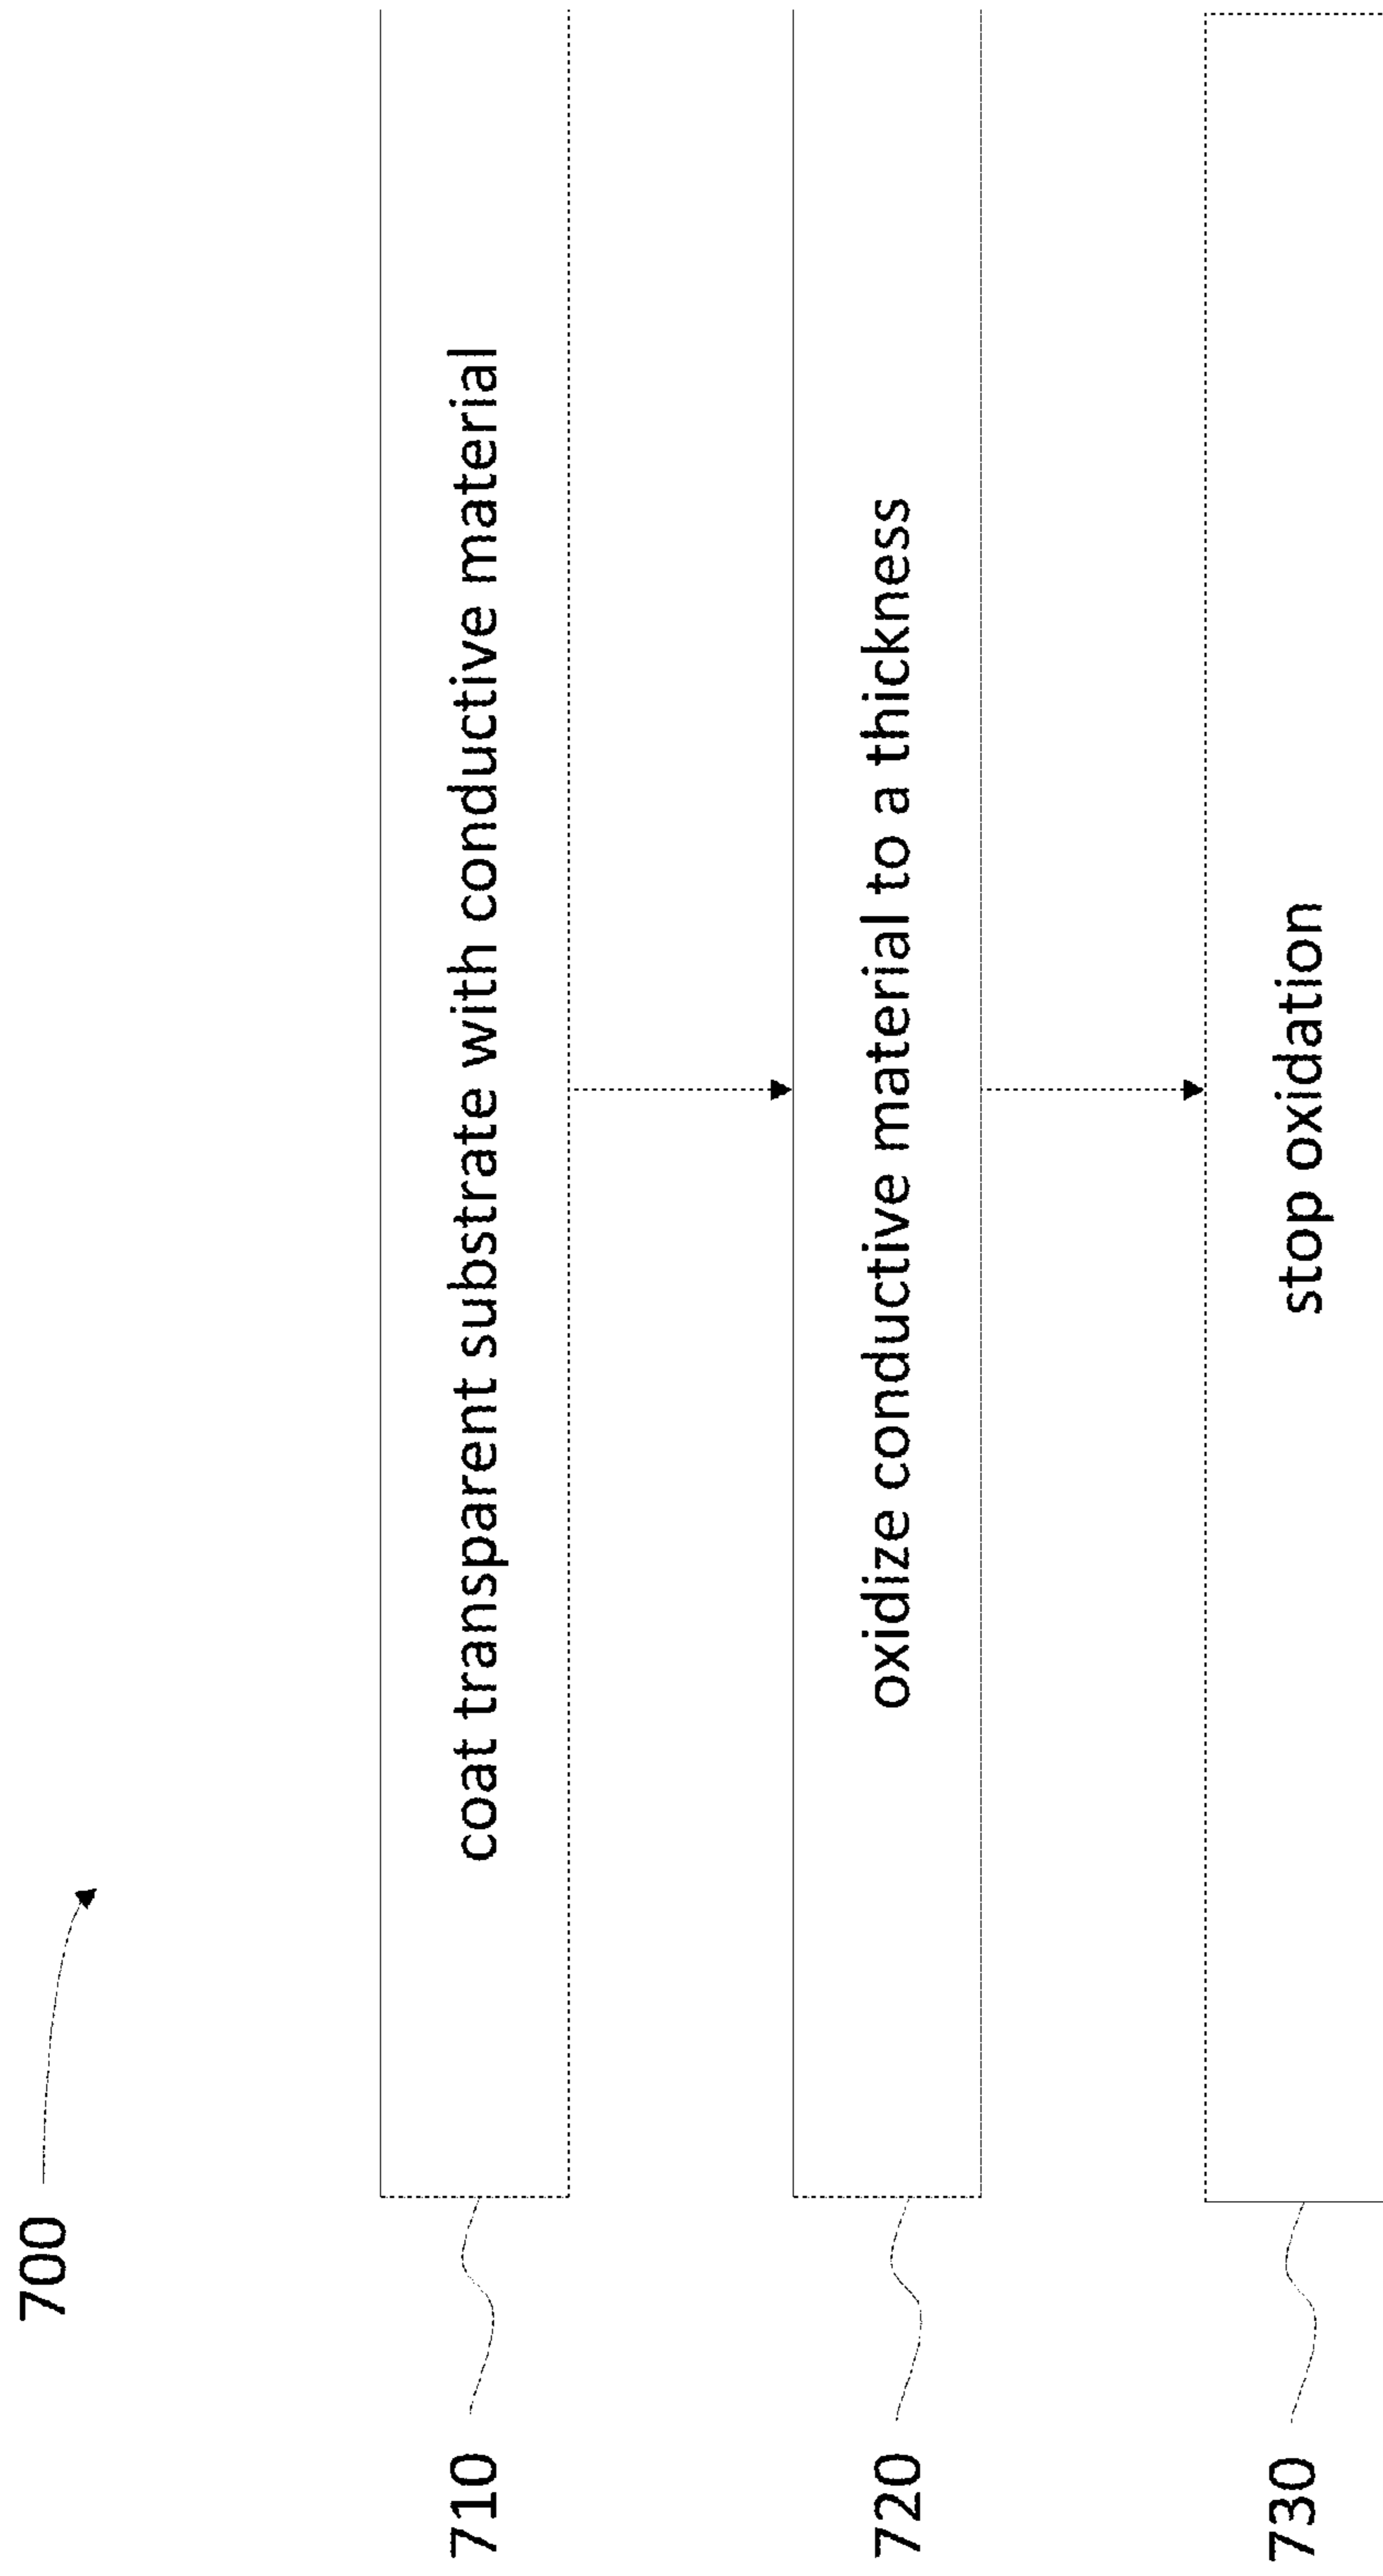 700
710
coat transparent substrate with conductive material
720
oxidize conductive material to a thickness
730
stop oxidation